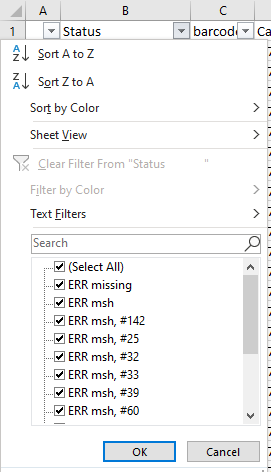 A B C
1 Status barcode Ca
Sort A to Z
Sort Z to A
Sort by Color
Sheet View
Clear Filter From "Status "
Filter by Color
Text Filters
Search
(Select All)
ERR missing
ERR msh
ERR msh, #142
ERR msh, #25
ERR msh, #32
ERR msh, #33
ERR msh, #39
ERR msh, #60
OK Cancel